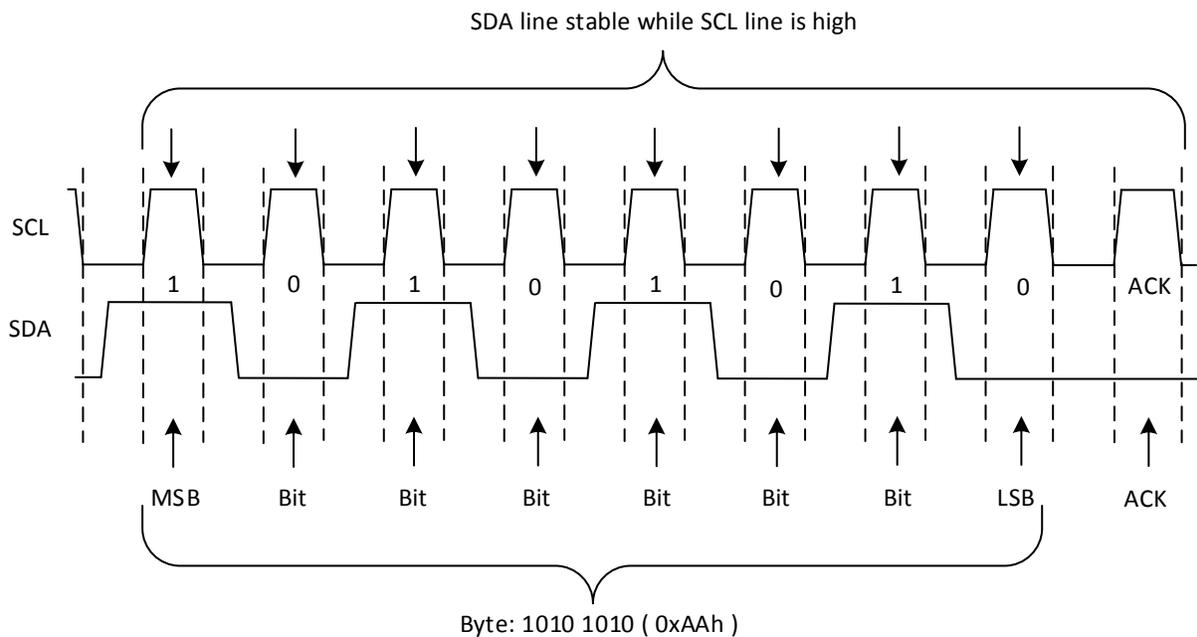 SDA line stable while SCL line is high
SCL
1 0 1 0 1 0 1 0 ACK
SDA
MSB Bit Bit Bit Bit Bit Bit LSB ACK
Byte: 1010 1010 ( 0xAAh )